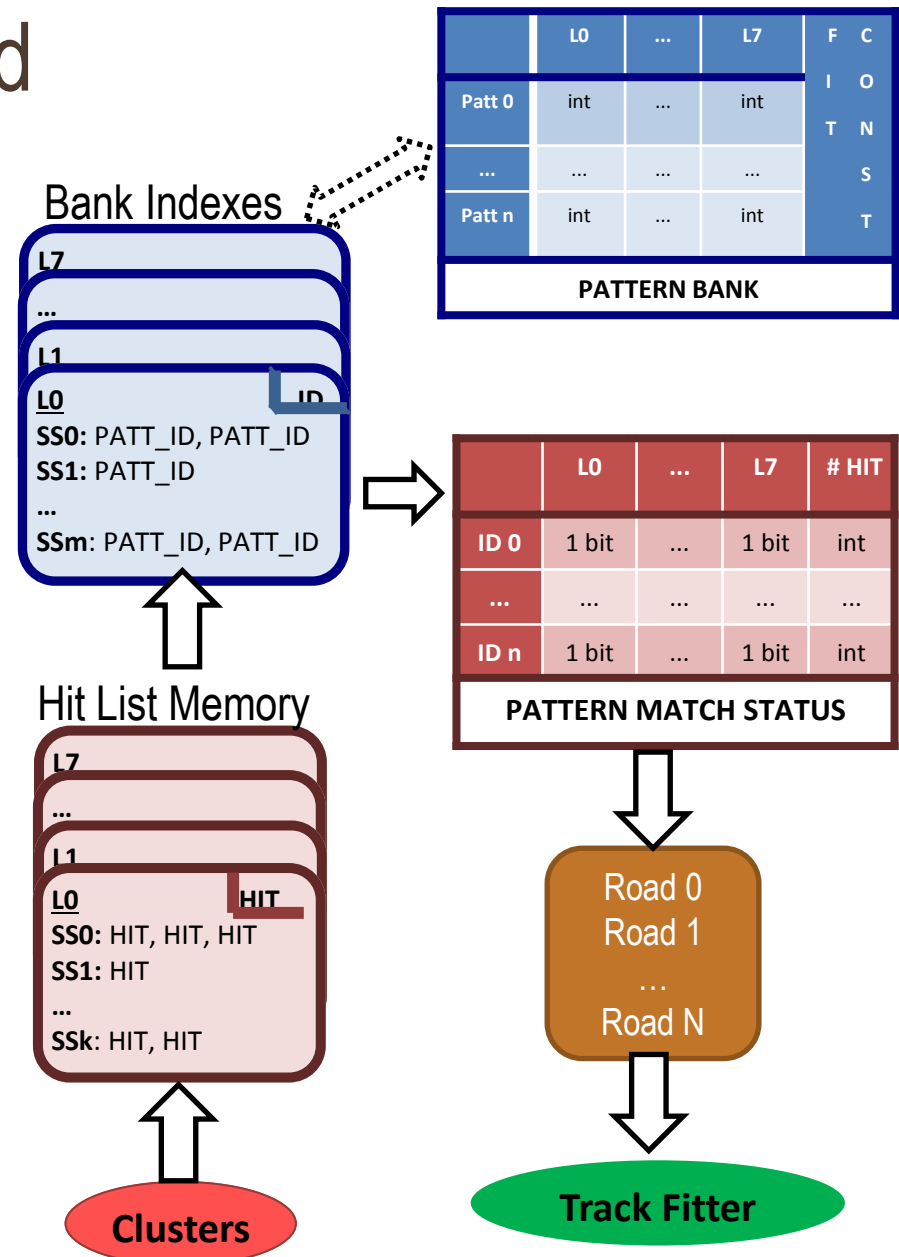 d
L0 ... L7 F C
I O
Patt 0 int ... int
T N
... ... ... ... S
Patt n int ... int T
PATTERN BANK
Bank Indexes
L7
...
L1
L0 ID
SS0: PATT_ID, PATT_ID
SS1: PATT_ID
...
SSm: PATT_ID, PATT_ID
L0 ... L7 # HIT
ID 0 1 bit ... 1 bit int
... ... ... ... ...
ID n 1 bit ... 1 bit int
PATTERN MATCH STATUS
Hit List Memory
L7
...
L1
L0 HIT
SS0: HIT, HIT, HIT
SS1: HIT
...
SSk: HIT, HIT
Clusters
Road 0
Road 1
...
Road N
Track Fitter